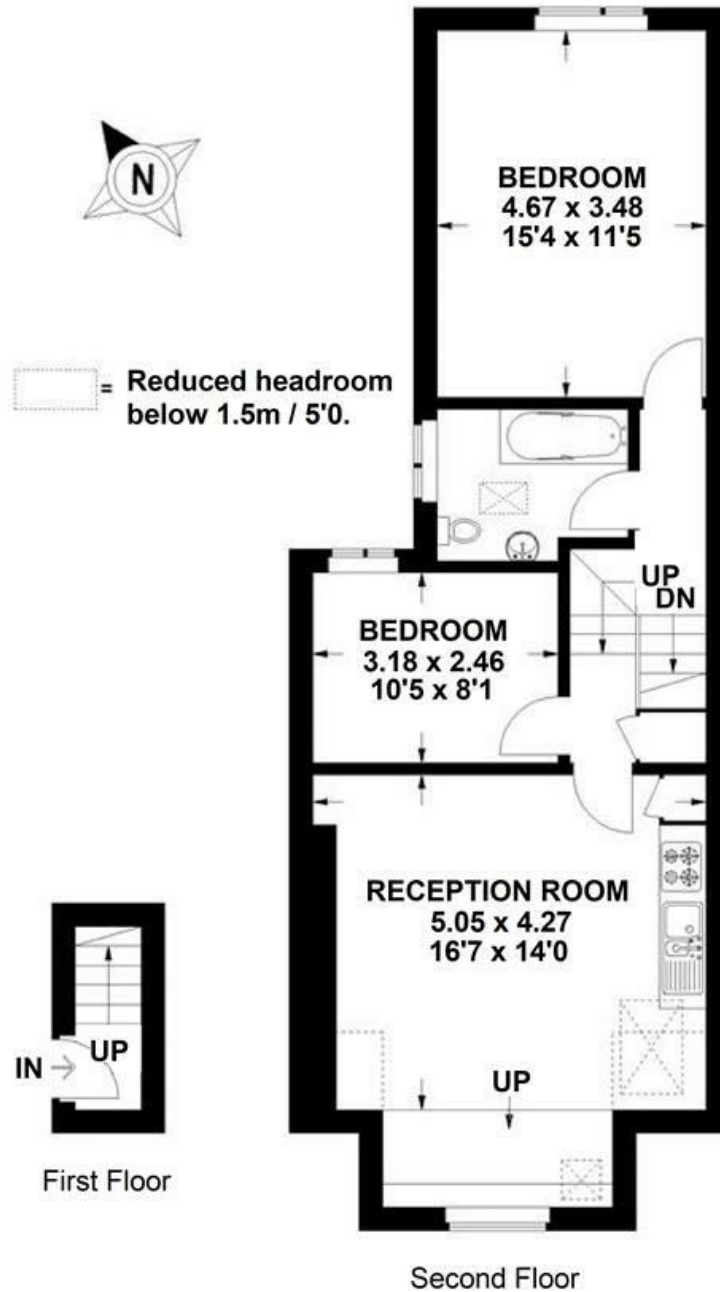 N
= Reduced headroom
below 1.5m / 5'0.
BEDROOM
4.67 x 3.48
15'4 x 11'5
UP
DN
BEDROOM
3.18 x 2.46
10'5 x 8'1
RECEPTION ROOM
5.05 x 4.27
16'7 x 14'0
UP
IN
UP
First Floor
Second Floor